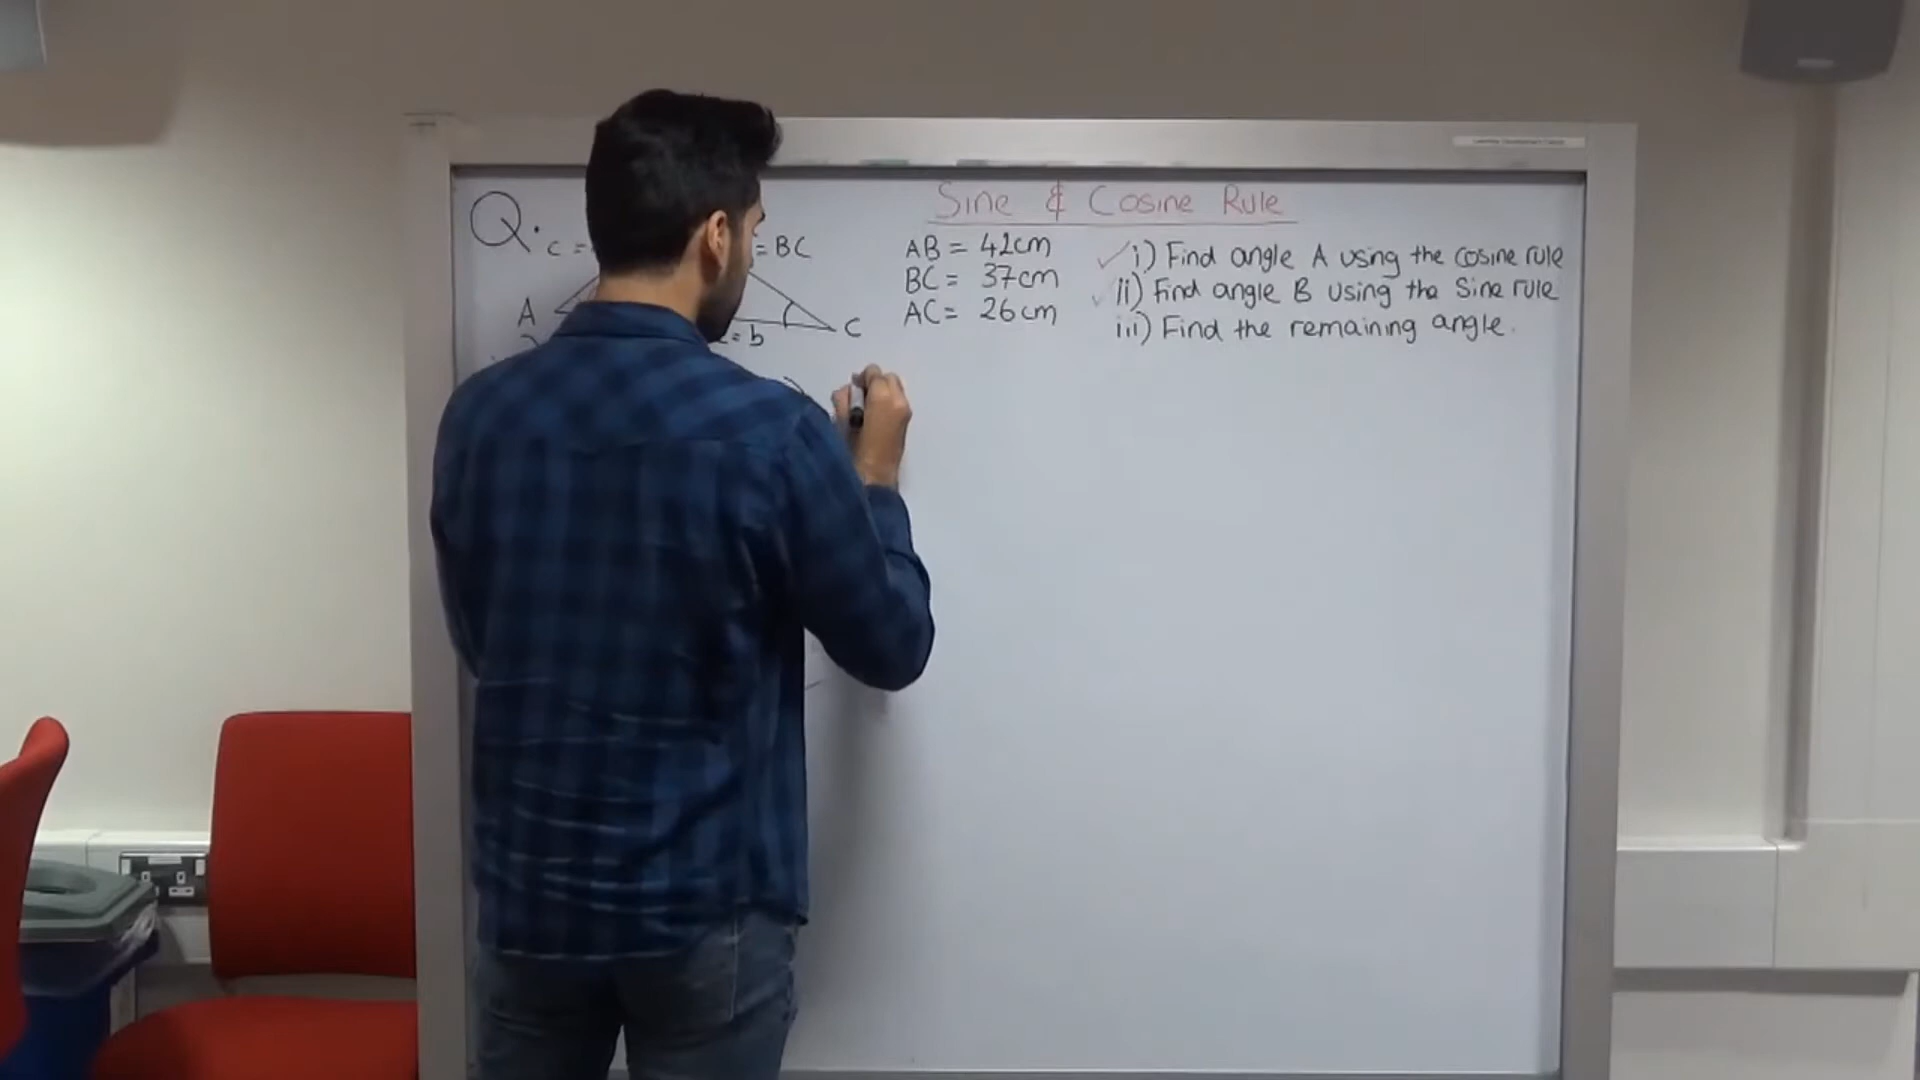 Sine & Cosine Rule
Q.
c =
= BC
A
C
= b
AB = 42cm
BC = 37cm
AC = 26cm
i) Find angle A using the cosine rule
ii) Find angle B using the Sine rule
iii) Find the remaining angle.